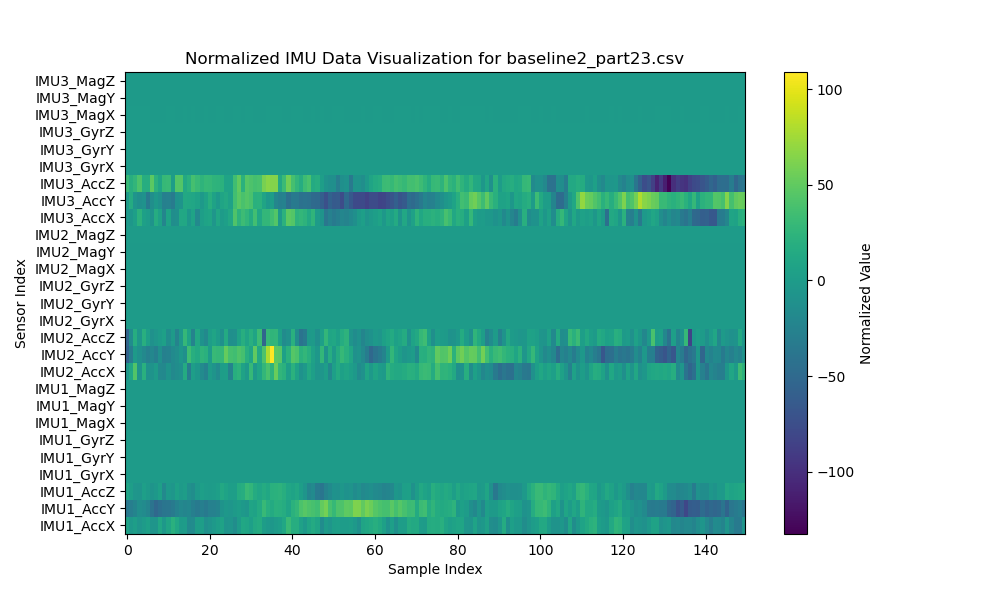 Normalized IMU Data Visualization for baseline2_part23.csv
IMU3_MagZ
IMU3_MagY
IMU3_MagX
IMU3_GyrZ
IMU3_GyrY
IMU3_GyrX
IMU3_AccZ
IMU3_AccY
IMU3_AccX
IMU2_MagZ
IMU2_MagY
IMU2_MagX
IMU2_GyrZ
IMU2_GyrY
IMU2_GyrX
IMU2_AccZ
IMU2_AccY
IMU2_AccX
IMU1_MagZ
IMU1_MagY
IMU1_MagX
IMU1_GyrZ
IMU1_GyrY
IMU1_GyrX
IMU1_AccZ
IMU1_AccY
IMU1_AccX
Sensor Index
0 20 40 60 80 100 120 140
Sample Index
100
50
0
−50
−100
Normalized Value